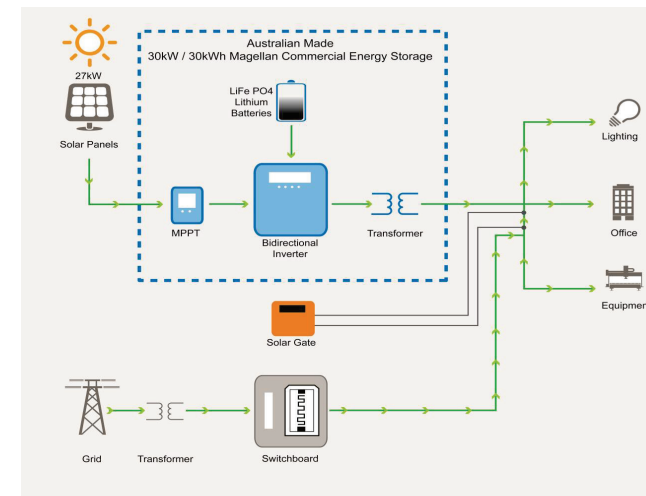 Australian Made
30kW / 30kWh Magellan Commercial Energy Storage
27kW
Solar Panels
LiFe PO4
Lithium
Batteries
Lighting
MPPT
Bidirectional
Inverter
Transformer
Office
Equipmen
Solar Gate
Grid
Transformer
Switchboard